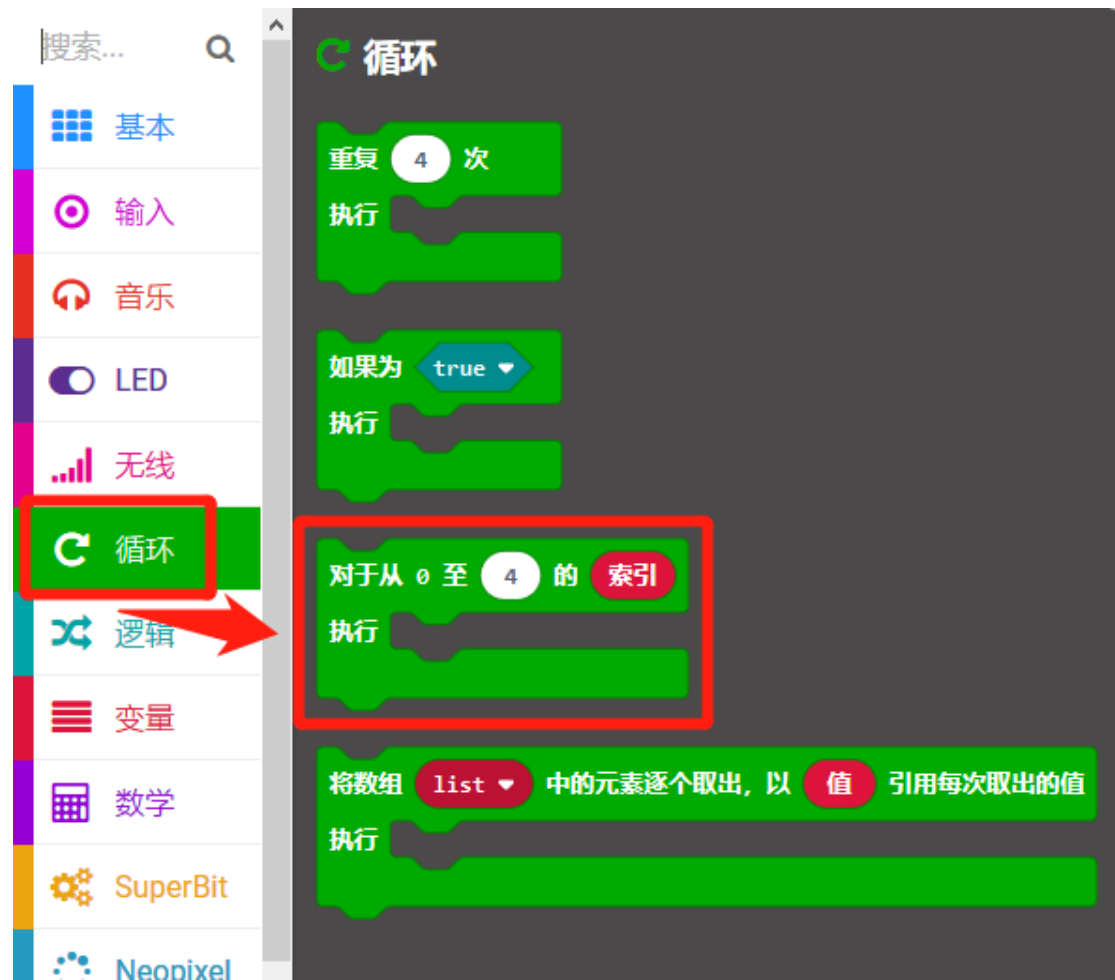 搜索...
基本
输入
音乐
LED
无线
循环
逻辑
变量
数学
SuperBit
Neopixel
循环
重复 4 次
执行
如果为 true
执行
对于从 0 至 4 的 索引
执行
将数组 list 中的元素逐个取出，以 值 引用每次取出的值
执行